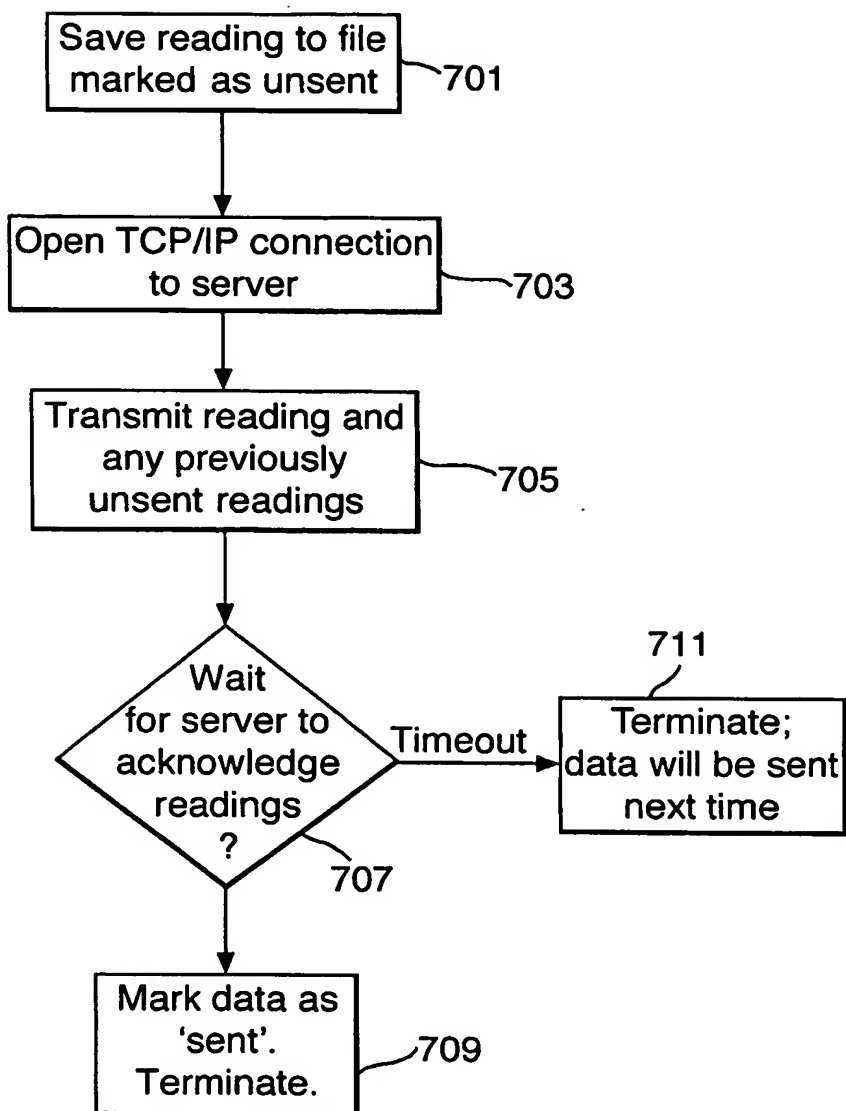 Save reading to file
marked as unsent
701
Open TCP/IP connection
to server
703
Transmit reading and
any previously
unsent readings
705
Wait
for server to
acknowledge
readings
?
707
Timeout
711
Terminate;
data will be sent
next time
Mark data as
‘sent’.
Terminate.
709